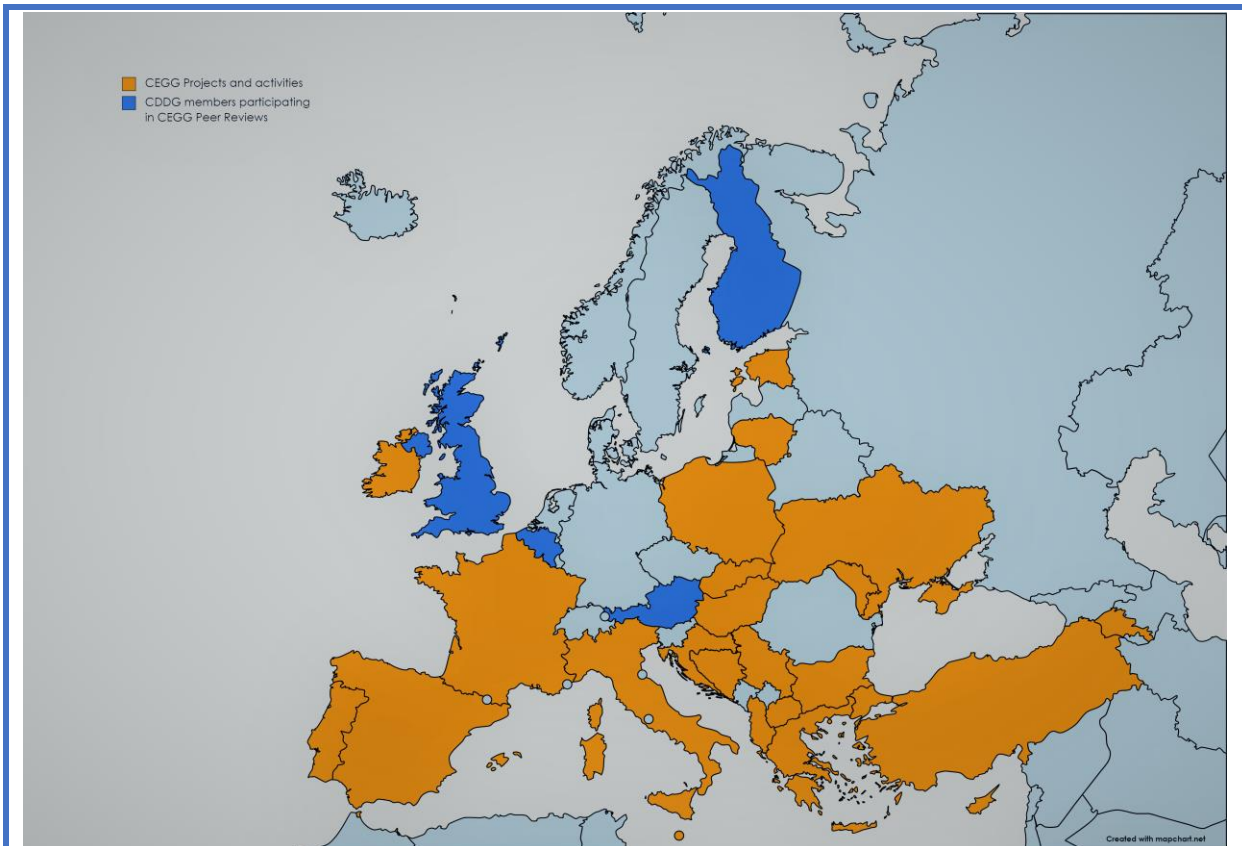 CEGG Projects and activities
CDDG members participating
in CEGG Peer Reviews
Created with mapchart.net